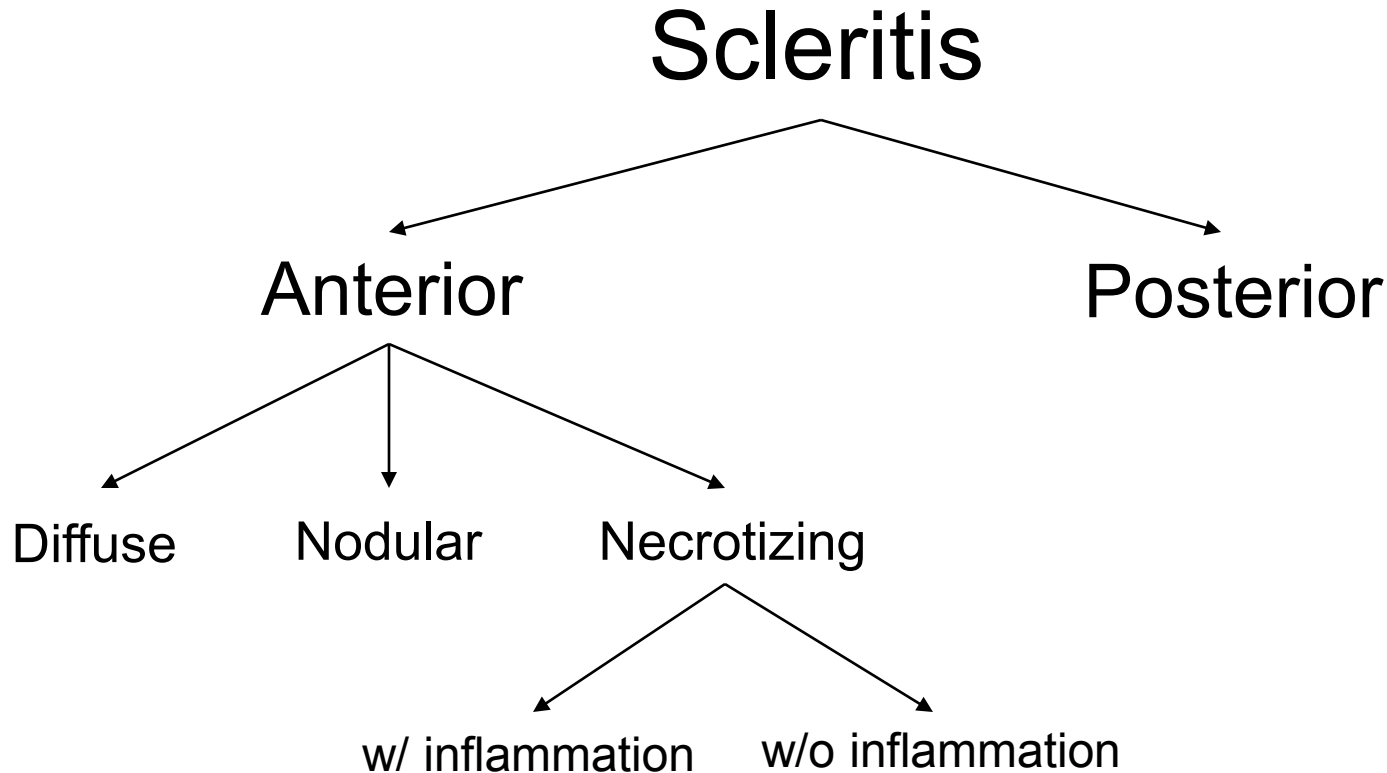 Scleritis
Anterior
Posterior
Diffuse
Nodular
Necrotizing
w/ inflammation
w/o inflammation